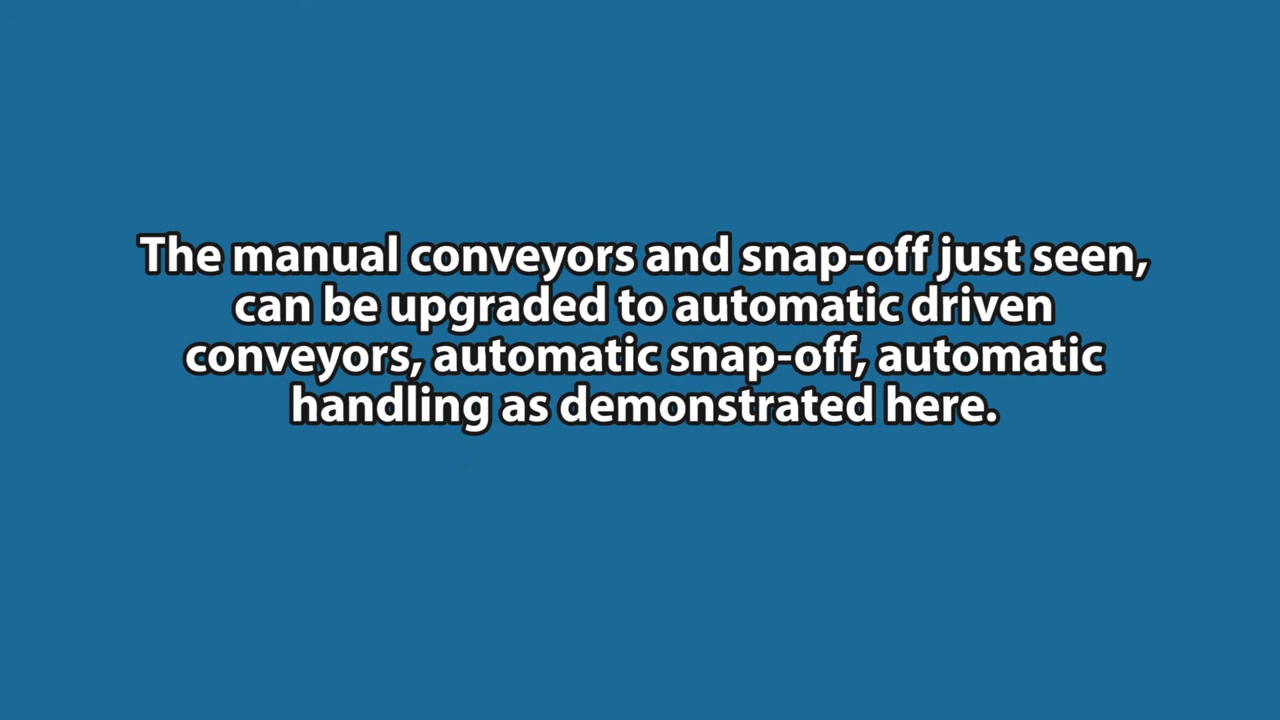 The manual conveyors and snap-off just seen,
can be upgraded to automatic driven
conveyors, automatic snap-off, automatic
handling as demonstrated here.